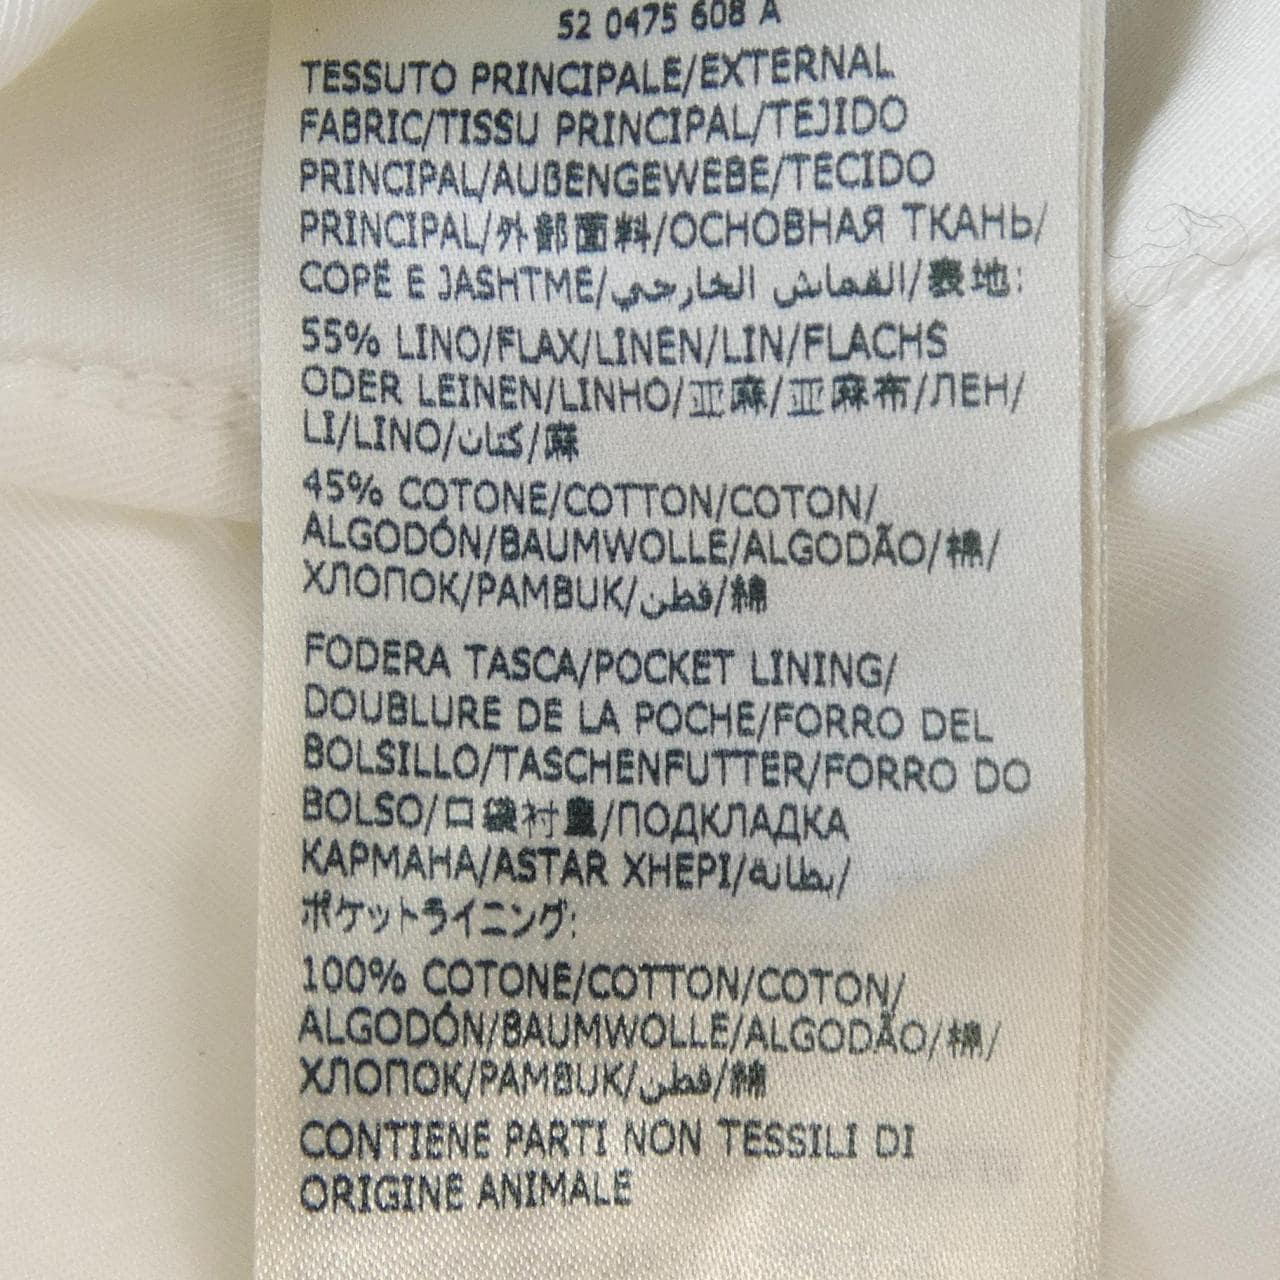 52 0475 608 A
TESSUTO PRINCIPALE/EXTERNAL
FABRIC/TISSU PRINCIPAL/TEJIDO
PRINCIPAL/AUßENGEWEBE/TECIDO
PRINCIPAL/外部面料/ОСНОВНАЯ ТКАНЬ/
COPË E JASHTME/القماش الخارجي/表地:
55% LINO/FLAX/LINEN/LIN/FLACHS
ODER LEINEN/LINHO/亚麻/亚麻布/ЛЕН/
LI/LINO/كتان/麻
45% COTONE/COTTON/COTON/
ALGODÓN/BAUMWOLLE/ALGODÃO/棉/
ХЛОПОК/PAMBUK/قطن/綿
FODERA TASCA/POCKET LINING/
DOUBLURE DE LA POCHE/FORRO DEL
BOLSILLO/TASCHENFUTTER/FORRO DO
BOLSO/口袋衬里/ПОДКЛАДКА
КАРМАНА/ASTAR XHEPI/بطانة/
ポケットライニング:
100% COTONE/COTTON/COTON/
ALGODÓN/BAUMWOLLE/ALGODÃO/棉/
ХЛОПОК/PAMBUK/قطن/綿
CONTIENE PARTI NON TESSILI DI
ORIGINE ANIMALE